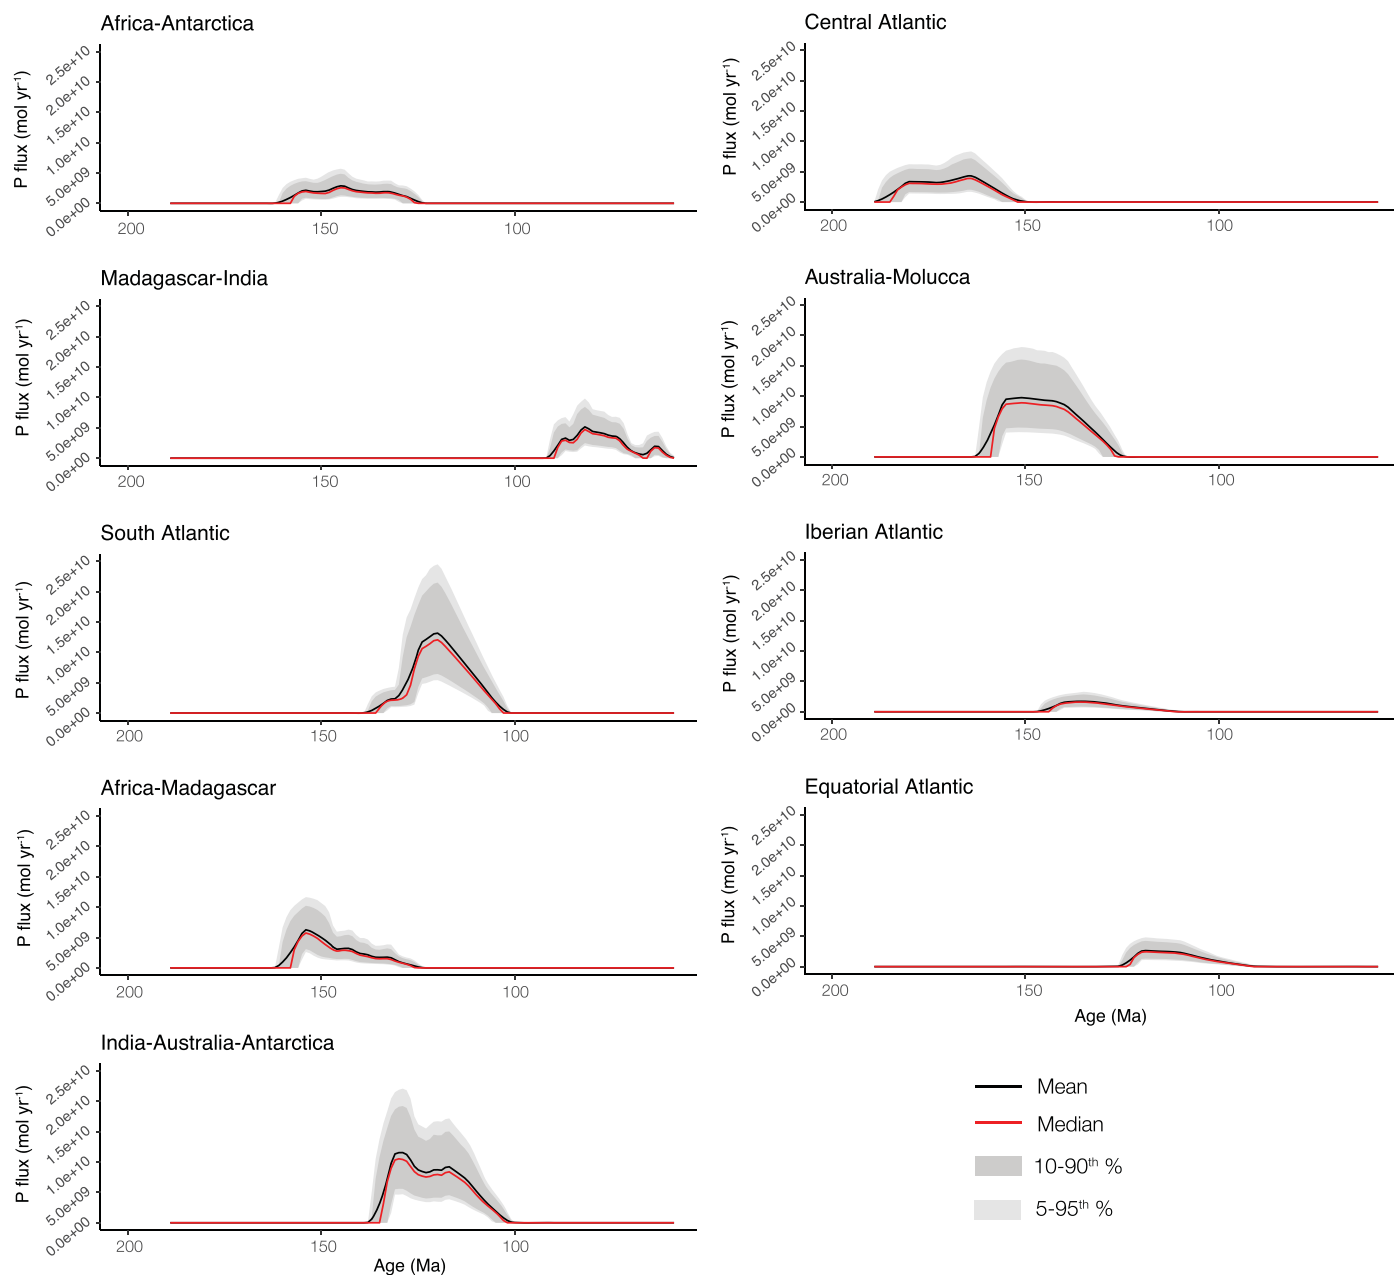 Africa-Antarctica
P flux (mol yr-1)
2.5e+10
2.0e+10
1.5e+10
1.0e+10
5.0e+09
0.0e+00
200
150
100
Central Atlantic
P flux (mol yr-1)
2.5e+10
2.0e+10
1.5e+10
1.0e+10
5.0e+09
0.0e+00
200
150
100
Madagascar-India
P flux (mol yr-1)
2.5e+10
2.0e+10
1.5e+10
1.0e+10
5.0e+09
0.0e+00
200
150
100
Australia-Molucca
P flux (mol yr-1)
2.5e+10
2.0e+10
1.5e+10
1.0e+10
5.0e+09
0.0e+00
200
150
100
South Atlantic
P flux (mol yr-1)
2.5e+10
2.0e+10
1.5e+10
1.0e+10
5.0e+09
0.0e+00
200
150
100
Iberian Atlantic
P flux (mol yr-1)
2.5e+10
2.0e+10
1.5e+10
1.0e+10
5.0e+09
0.0e+00
200
150
100
Africa-Madagascar
P flux (mol yr-1)
2.5e+10
2.0e+10
1.5e+10
1.0e+10
5.0e+09
0.0e+00
200
150
100
Equatorial Atlantic
P flux (mol yr-1)
2.5e+10
2.0e+10
1.5e+10
1.0e+10
5.0e+09
0.0e+00
200
150
100
Age (Ma)
India-Australia-Antarctica
P flux (mol yr-1)
2.5e+10
2.0e+10
1.5e+10
1.0e+10
5.0e+09
0.0e+00
200
150
100
Age (Ma)
Mean
Median
10-90th %
5-95th %